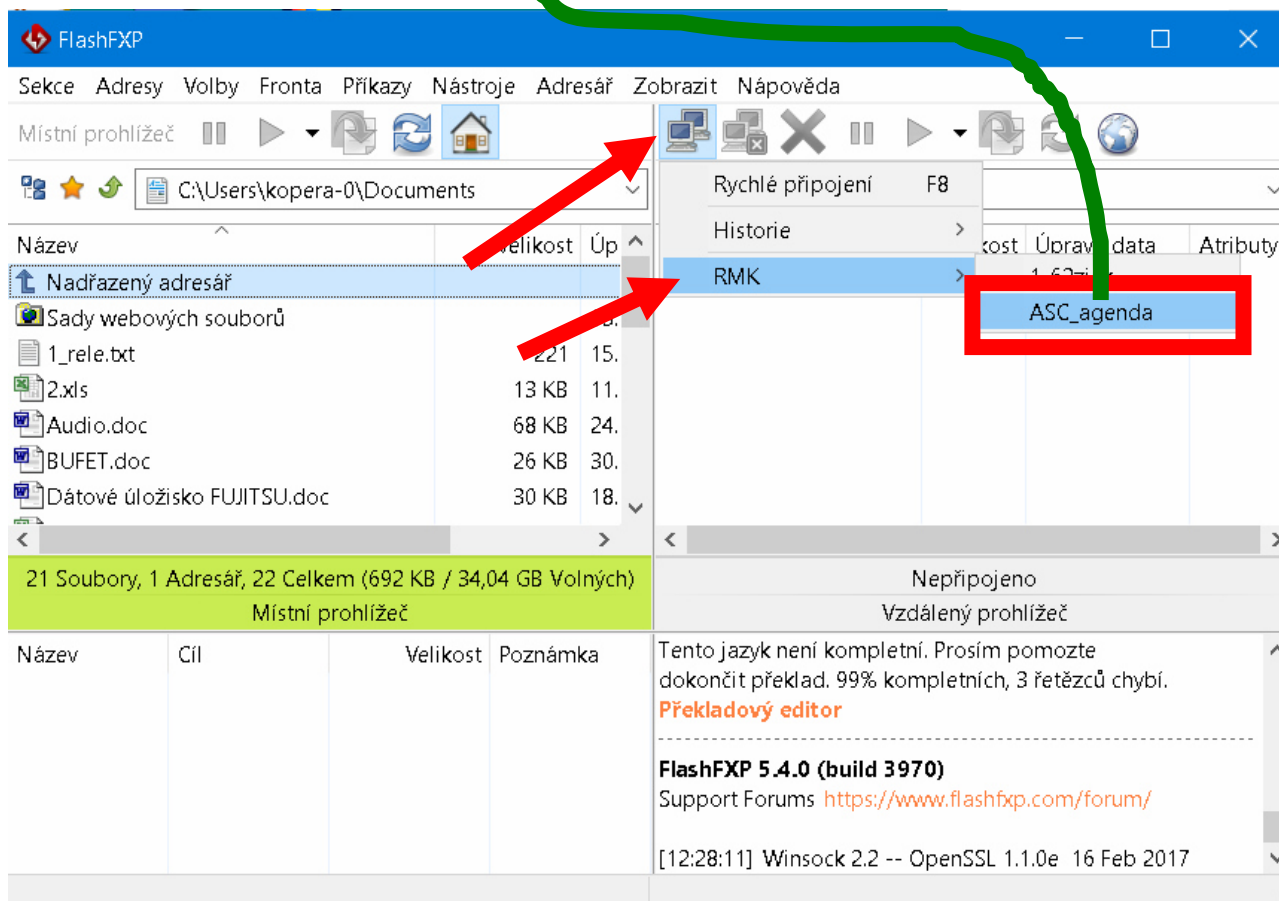 FlashFXP
Sekce Adresy Volby Fronta Příkazy Nástroje Adresář Zobrazit Nápověda
Místní prohlížeč
C:\Users\kopera-0\Documents
Rychlé připojení F8
Historie
RMK
ASC_agenda
Název Velikost Úp
kost Úprava data Atributy
Nadřazený adresář
Sady webových souborů
1_rele.txt 221 15.
2.xls 13 KB 11.
Audio.doc 68 KB 24.
BUFET.doc 26 KB 30.
Dátové úložisko FUJITSU.doc 30 KB 18.
21 Soubory, 1 Adresář, 22 Celkem (692 KB / 34,04 GB Volných)
Místní prohlížeč
Nepřipojeno
Vzdálený prohlížeč
Název Cíl Velikost Poznámka
Tento jazyk není kompletní. Prosím pomozte
dokončit překlad. 99% kompletních, 3 řetězců chybí.
Překladový editor
FlashFXP 5.4.0 (build 3970)
Support Forums https://www.flashfxp.com/forum/
[12:28:11] Winsock 2.2 -- OpenSSL 1.1.0e 16 Feb 2017